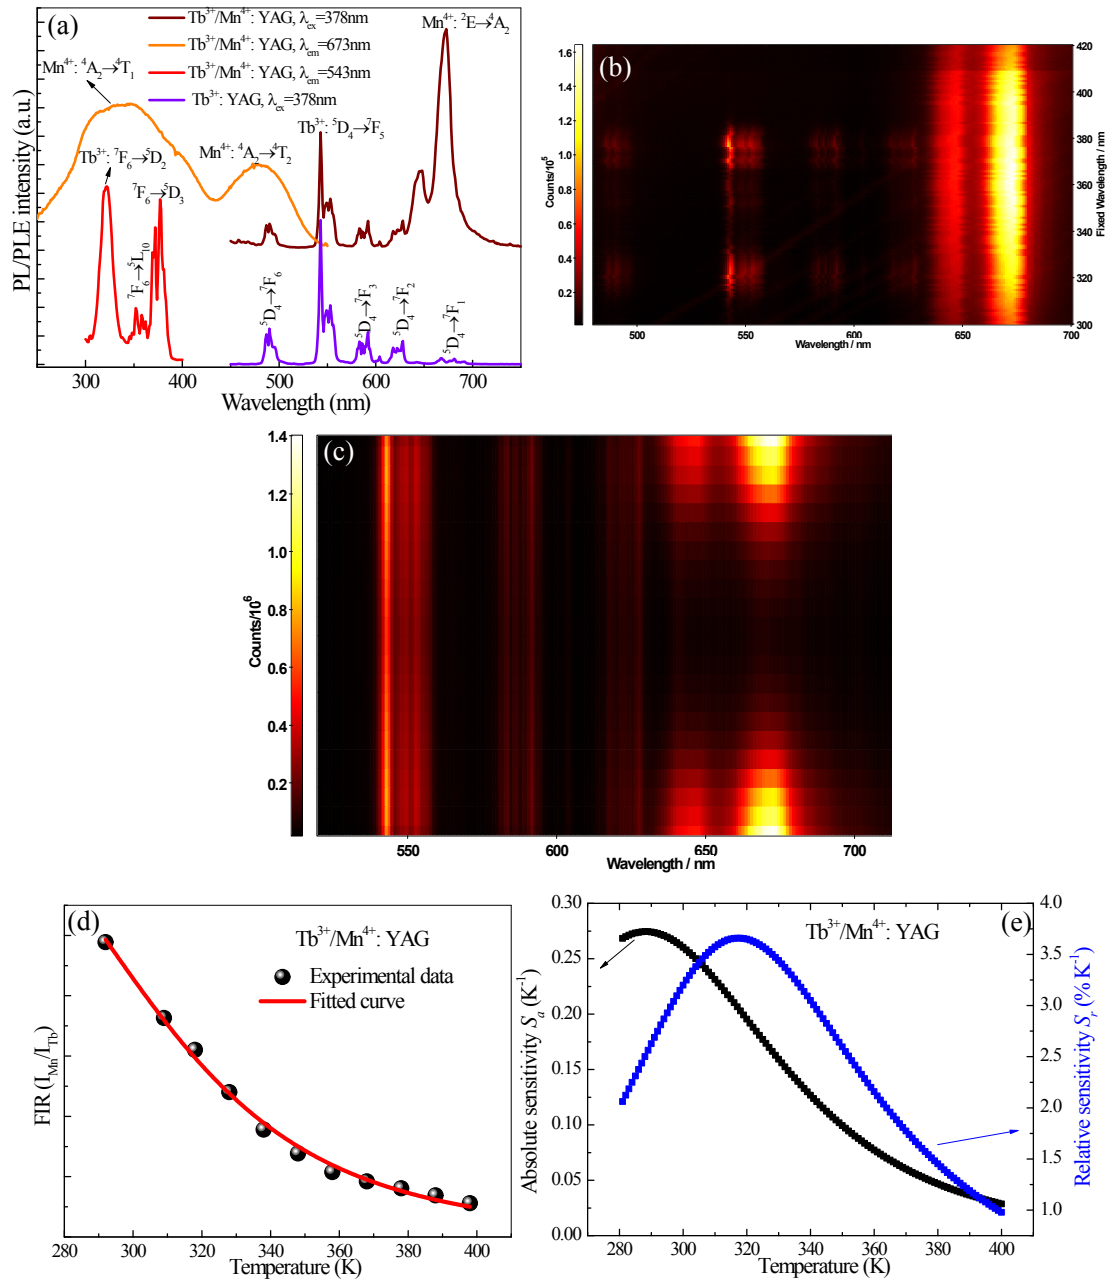 (a)
Tb³⁺/Mn⁴⁺: YAG, λex=378nm
Tb³⁺/Mn⁴⁺: YAG, λem=673nm
Tb³⁺/Mn⁴⁺: YAG, λem=543nm
Tb³⁺: YAG, λex=378nm
Mn⁴⁺: ²E→⁴A₂
Mn⁴⁺: ⁴A₂→⁴T₁
Tb³⁺: ⁷F₆→⁵D₂
⁷F₆→⁵D₃
⁷F₆→⁵L₁₀
Mn⁴⁺: ⁴A₂→⁴T₂
Tb³⁺: ⁵D₄→⁷F₅
⁵D₄→⁷F₆
⁵D₄→⁷F₃
⁵D₄→⁷F₂
⁵D₄→⁷F₁
PL/PLE intensity (a.u.)
300 400 500 600 700
Wavelength (nm)
(b)
1.6
1.4
1.2
1.0
0.8
0.6
0.4
0.2
Counts/10⁵
420
400
380
360
340
320
300
Fixed Wavelength / nm
500 550 600 650 700
Wavelength / nm
(c)
1.4
1.2
1.0
0.8
0.6
0.4
0.2
Counts/10⁶
550 600 650 700
Wavelength / nm
(d)
Tb³⁺/Mn⁴⁺: YAG
Experimental data
Fitted curve
FIR (I_Mn/I_Tb)
280 300 320 340 360 380 400
Temperature (K)
(e)
Tb³⁺/Mn⁴⁺: YAG
0.30
0.25
0.20
0.15
0.10
0.05
0.00
Absolute sensitivity Sa (K⁻¹)
4.0
3.5
3.0
2.5
2.0
1.5
1.0
Relative sensitivity Sr (% K⁻¹)
280 300 320 340 360 380 400
Temperature (K)